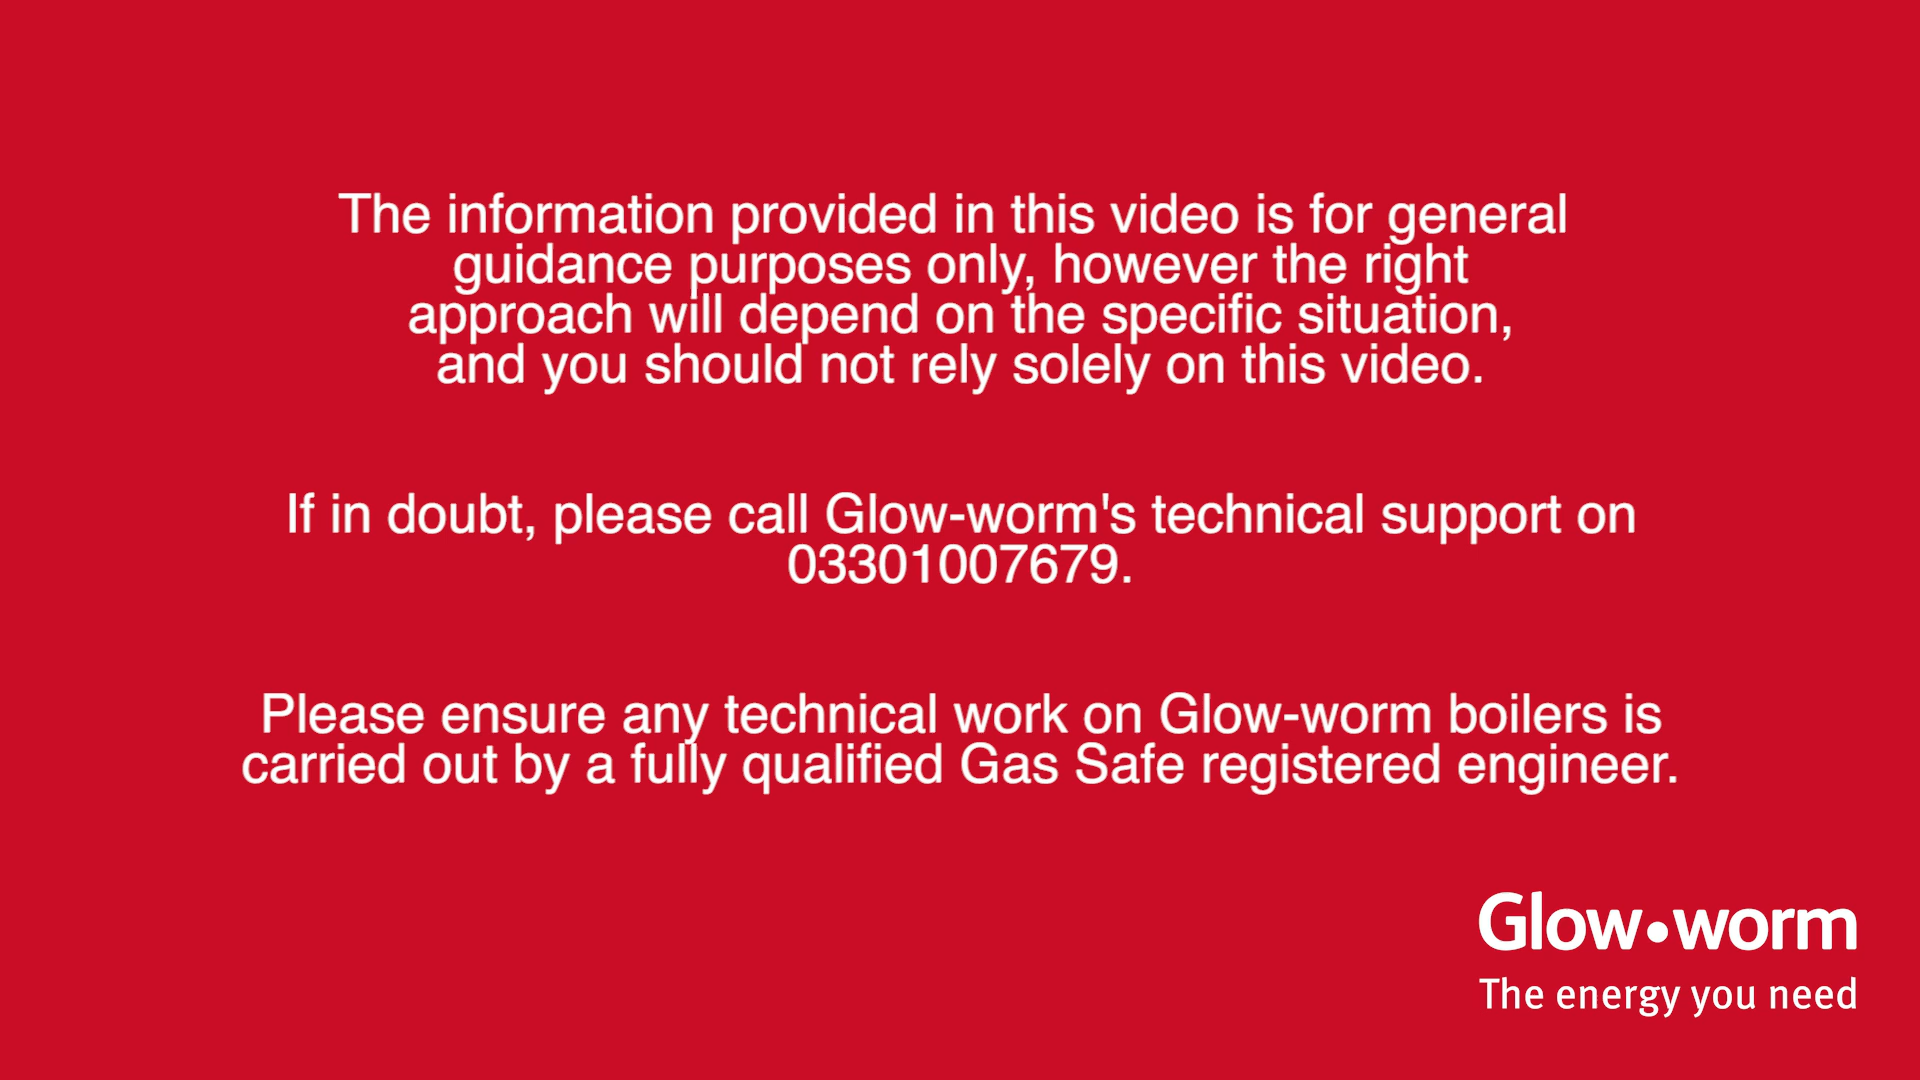 The information provided in this video is for general
guidance purposes only, however the right
approach will depend on the specific situation,
and you should not rely solely on this video.
If in doubt, please call Glow-worm's technical support on
03301007679.
Please ensure any technical work on Glow-worm boilers is
carried out by a fully qualified Gas Safe registered engineer.
Glow•worm
The energy you need